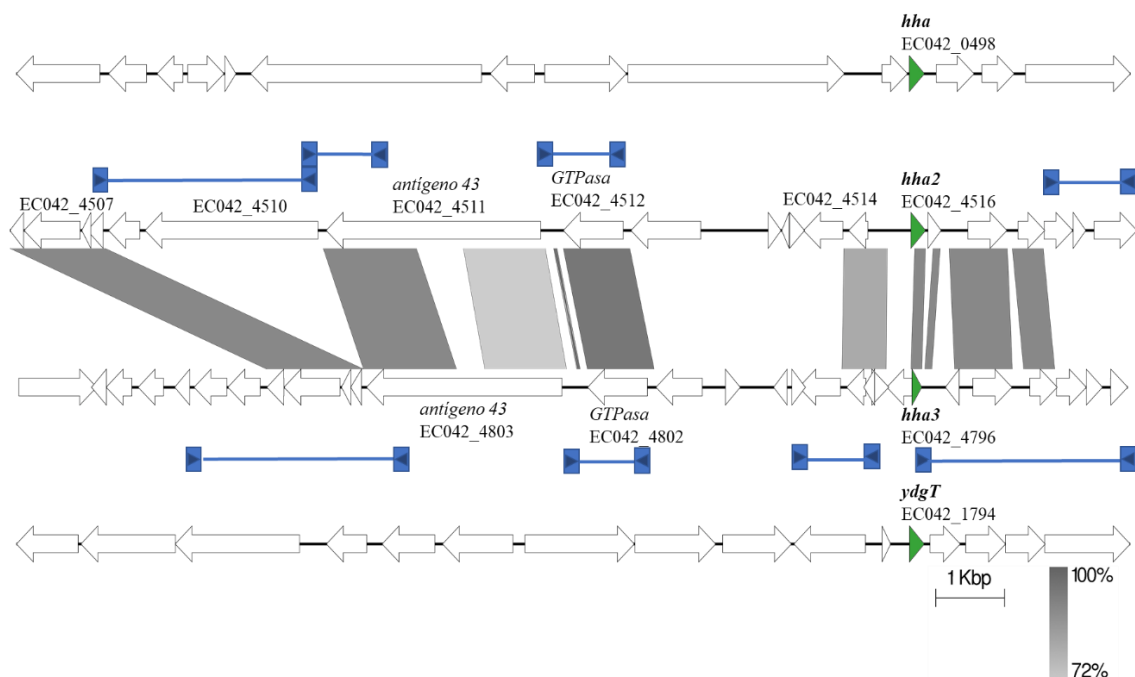 hha
EC042_0498
antígeno 43
GTPasa
hha2
EC042_4507
EC042_4510
EC042_4511
EC042_4512
EC042_4514
EC042_4516
antígeno 43
GTPasa
hha3
EC042_4803
EC042_4802
EC042_4796
ydgT
EC042_1794
1 Kbp
100%
72%